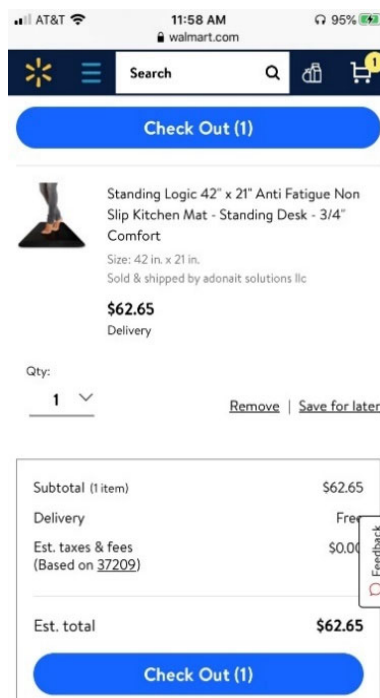 AT&T 11:58 AM 95%
walmart.com
Search 1
Check Out (1)
Standing Logic 42" x 21" Anti Fatigue Non
Slip Kitchen Mat - Standing Desk - 3/4"
Comfort
Size: 42 in. x 21 in.
Sold & shipped by adonait solutions llc
$62.65
Delivery
Qty:
1
Remove | Save for later
Subtotal (1 item) $62.65
Delivery Free
Est. taxes & fees $0.00
(Based on 37209)
Feedback
Est. total $62.65
Check Out (1)